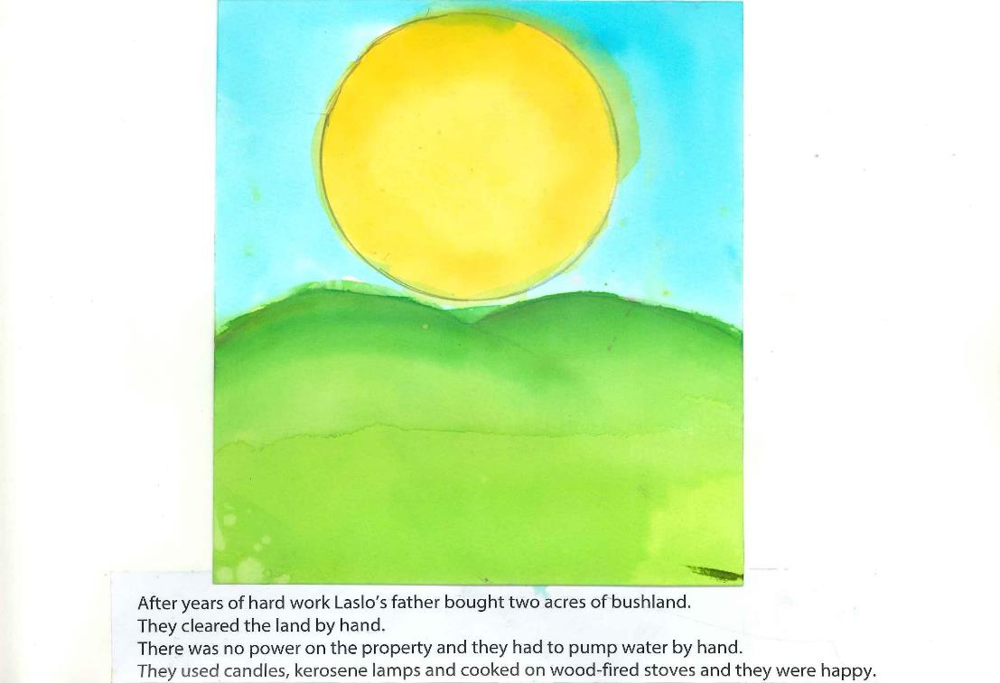 After years of hard work Laslo's father bought two acres of bushland.
They cleared the land by hand.
There was no power on the property and they had to pump water by hand.
They used candles, kerosene lamps and cooked on wood-fired stoves and they were happy.